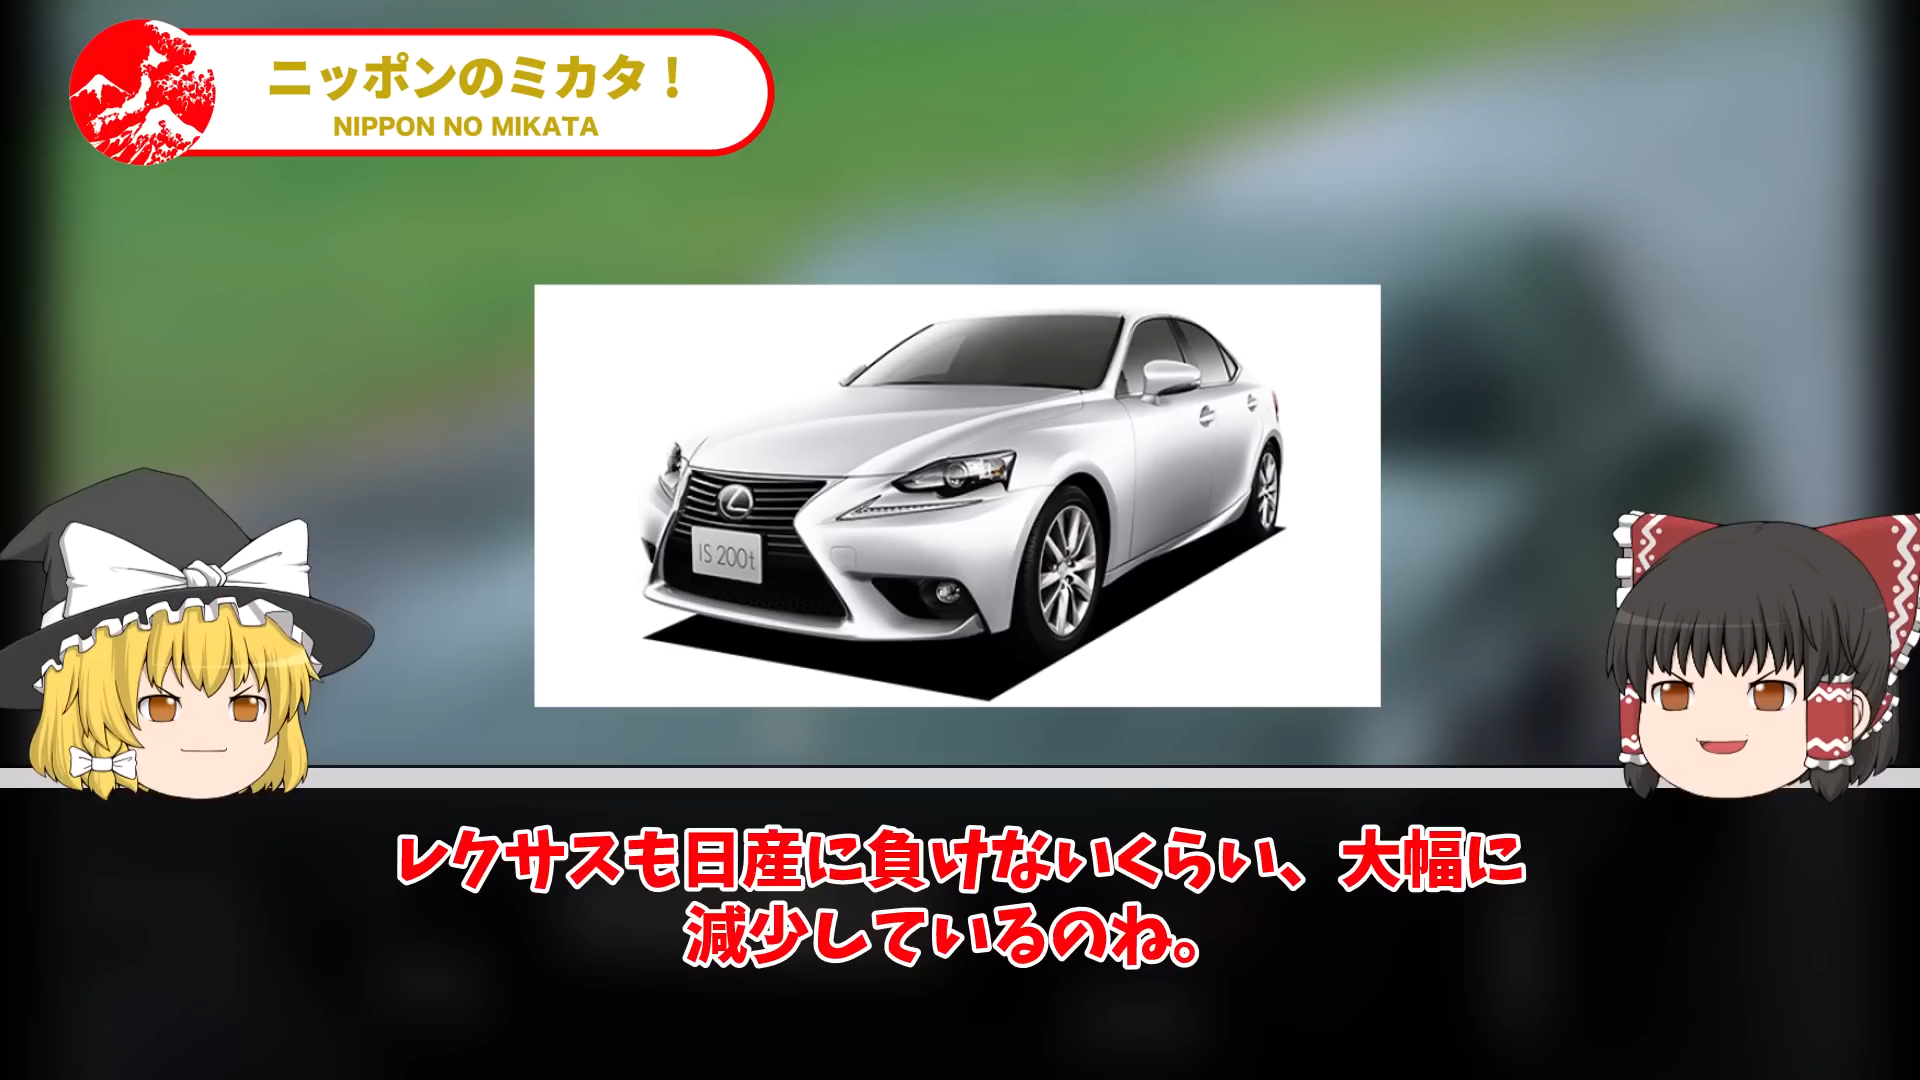 ニッポンのミカタ！
NIPPON NO MIKATA
IS 200t
レクサスも日産に負けないくらい、大幅に
減少しているのね。